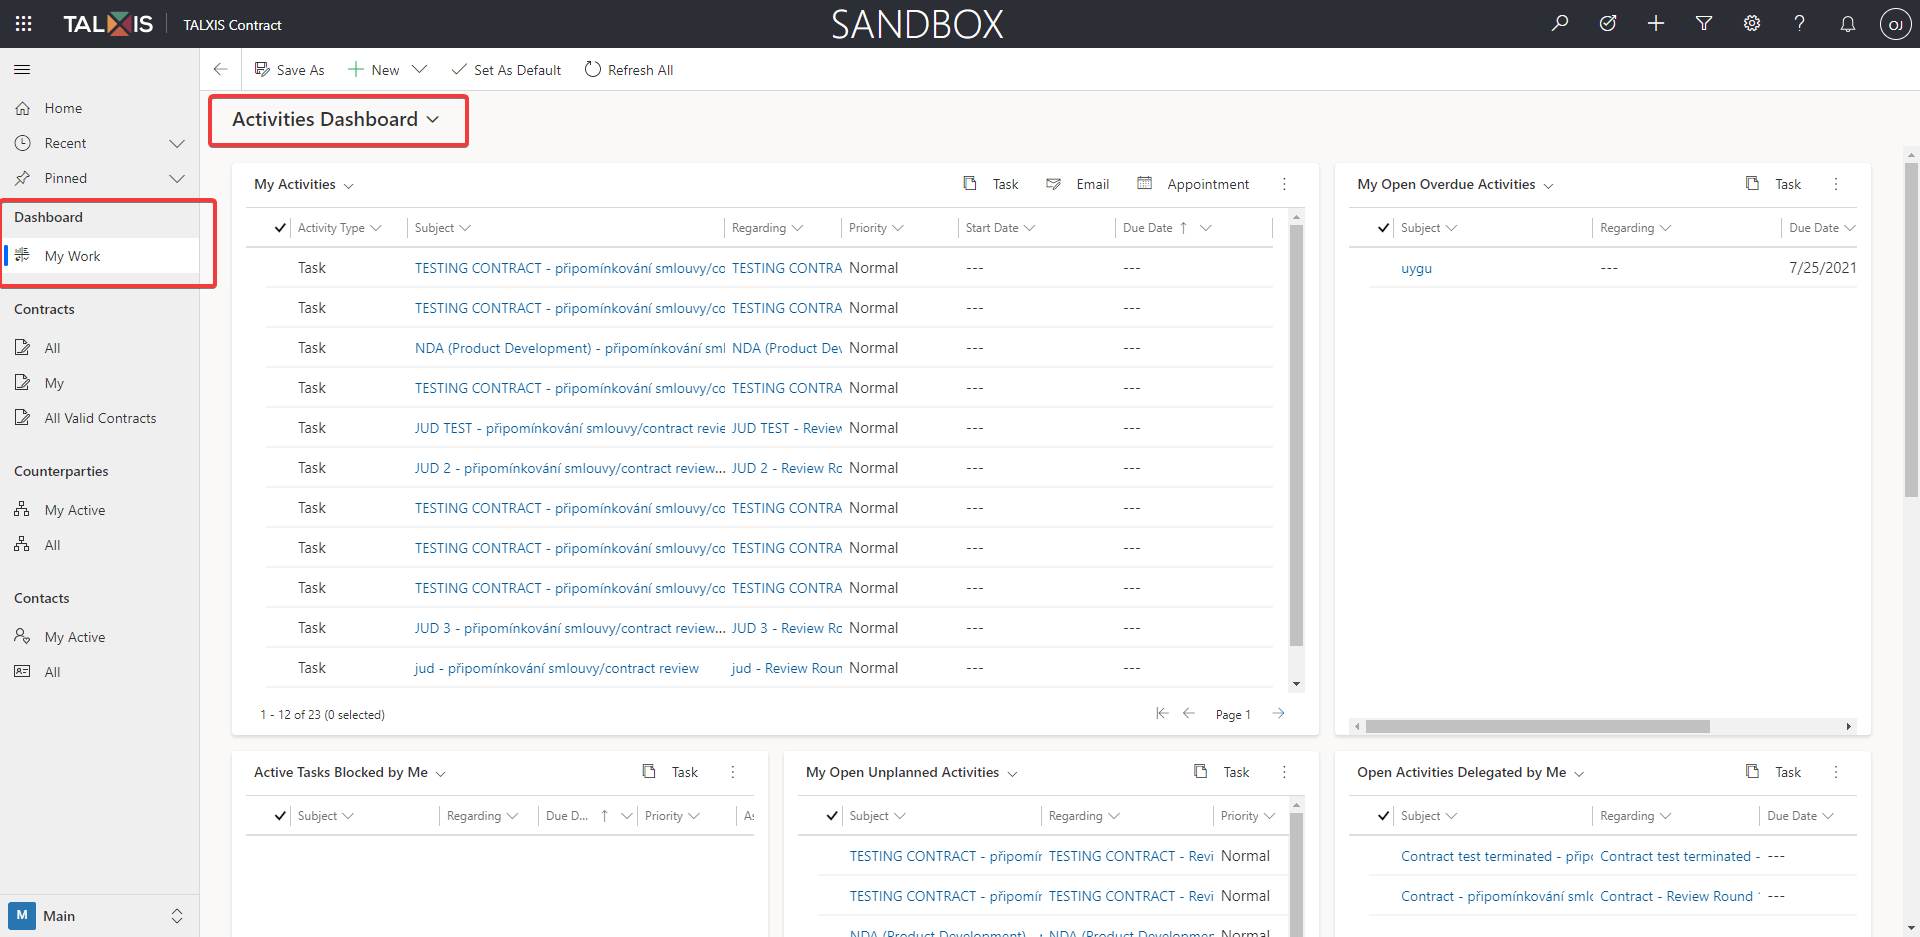 TALXIS TALXIS Contract SANDBOX OJ
Save As New Set As Default Refresh All
Home
Recent
Pinned
Dashboard
My Work
Contracts
All
My
All Valid Contracts
Counterparties
My Active
All
Contacts
My Active
All
M Main
Activities Dashboard
My Activities Task Email Appointment
Activity Type Subject Regarding Priority Start Date Due Date
Task TESTING CONTRACT - připomínkování smlouvy/co TESTING CONTRA Normal --- ---
Task TESTING CONTRACT - připomínkování smlouvy/co TESTING CONTRA Normal --- ---
Task NDA (Product Development) - připomínkování sml NDA (Product Dev Normal --- ---
Task TESTING CONTRACT - připomínkování smlouvy/co TESTING CONTRA Normal --- ---
Task JUD TEST - připomínkování smlouvy/contract revie JUD TEST - Review Normal --- ---
Task JUD 2 - připomínkování smlouvy/contract review... JUD 2 - Review Ro Normal --- ---
Task TESTING CONTRACT - připomínkování smlouvy/co TESTING CONTRA Normal --- ---
Task TESTING CONTRACT - připomínkování smlouvy/co TESTING CONTRA Normal --- ---
Task TESTING CONTRACT - připomínkování smlouvy/co TESTING CONTRA Normal --- ---
Task JUD 3 - připomínkování smlouvy/contract review... JUD 3 - Review Ro Normal --- ---
Task jud - připomínkování smlouvy/contract review jud - Review Roun Normal --- ---
1 - 12 of 23 (0 selected) Page 1
My Open Overdue Activities Task
Subject Regarding Due Date
uygu --- 7/25/2021
Active Tasks Blocked by Me Task
Subject Regarding Due D... Priority As
My Open Unplanned Activities Task
Subject Regarding Priority
TESTING CONTRACT - připomír TESTING CONTRACT - Revi Normal
TESTING CONTRACT - připomír TESTING CONTRACT - Revi Normal
NDA (Product Development) - NDA (Product Developmen Normal
Open Activities Delegated by Me Task
Subject Regarding Due Date
Contract test terminated - připo Contract test terminated - ---
Contract - připomínkování smlo Contract - Review Round ---